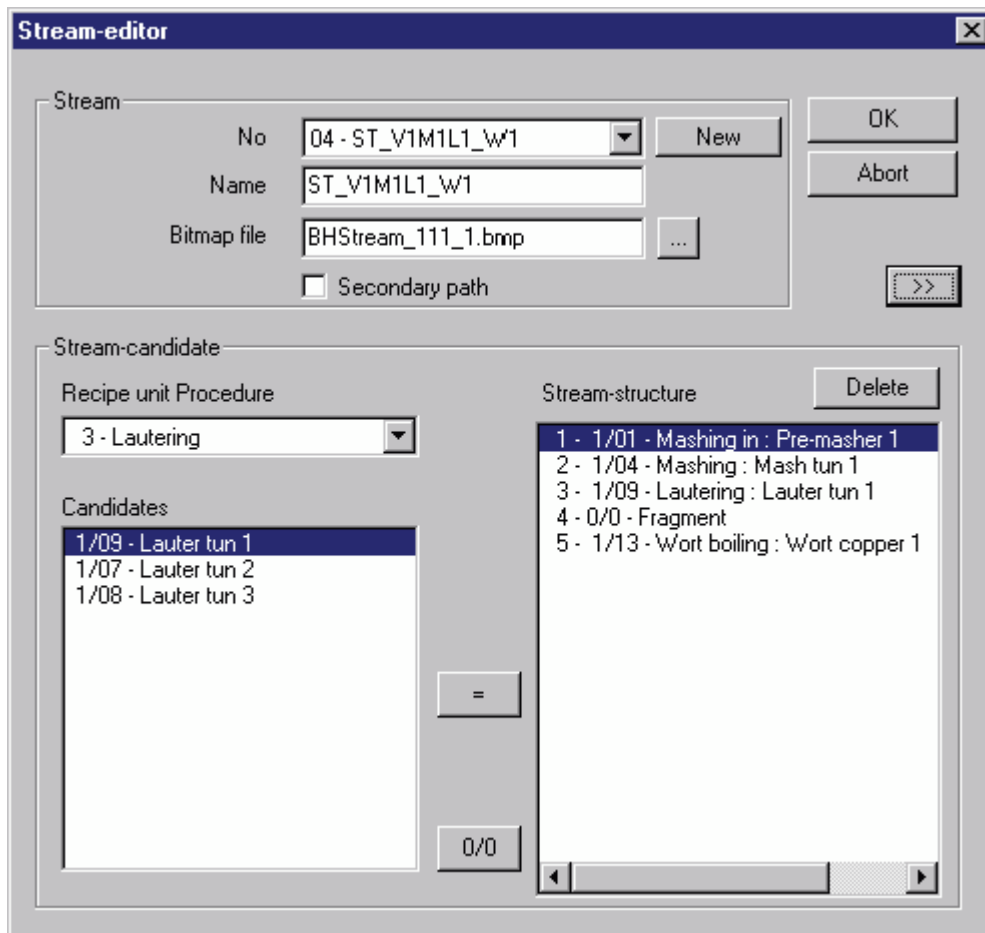 Stream-editor
Stream
No
04 - ST_V1M1L1_W1
New
OK
Name
ST_V1M1L1_W1
Abort
Bitmap file
BHStream_111_1.bmp
...
Secondary path
>>
Stream-candidate
Recipe unit Procedure
3 - Lautering
Candidates
1/09 - Lauter tun 1
1/07 - Lauter tun 2
1/08 - Lauter tun 3
=
0/0
Stream-structure
Delete
1 - 1/01 - Mashing in : Pre-masher 1
2 - 1/04 - Mashing : Mash tun 1
3 - 1/09 - Lautering : Lauter tun 1
4 - 0/0 - Fragment
5 - 1/13 - Wort boiling : Wort copper 1